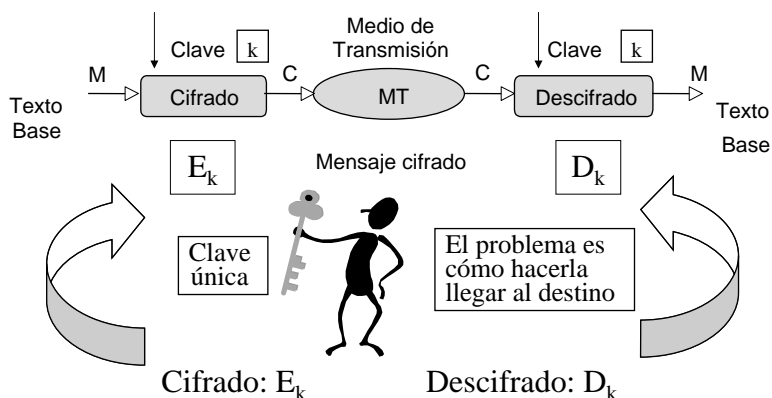 Clave k
Medio de
Transmisión
Clave k
M
Cifrado
C
MT
C
Descifrado
M
Texto
Base
Texto
Base
E_k
Mensaje cifrado
D_k
Clave
única
El problema es
cómo hacerla
llegar al destino
Cifrado: E_k
Descifrado: D_k